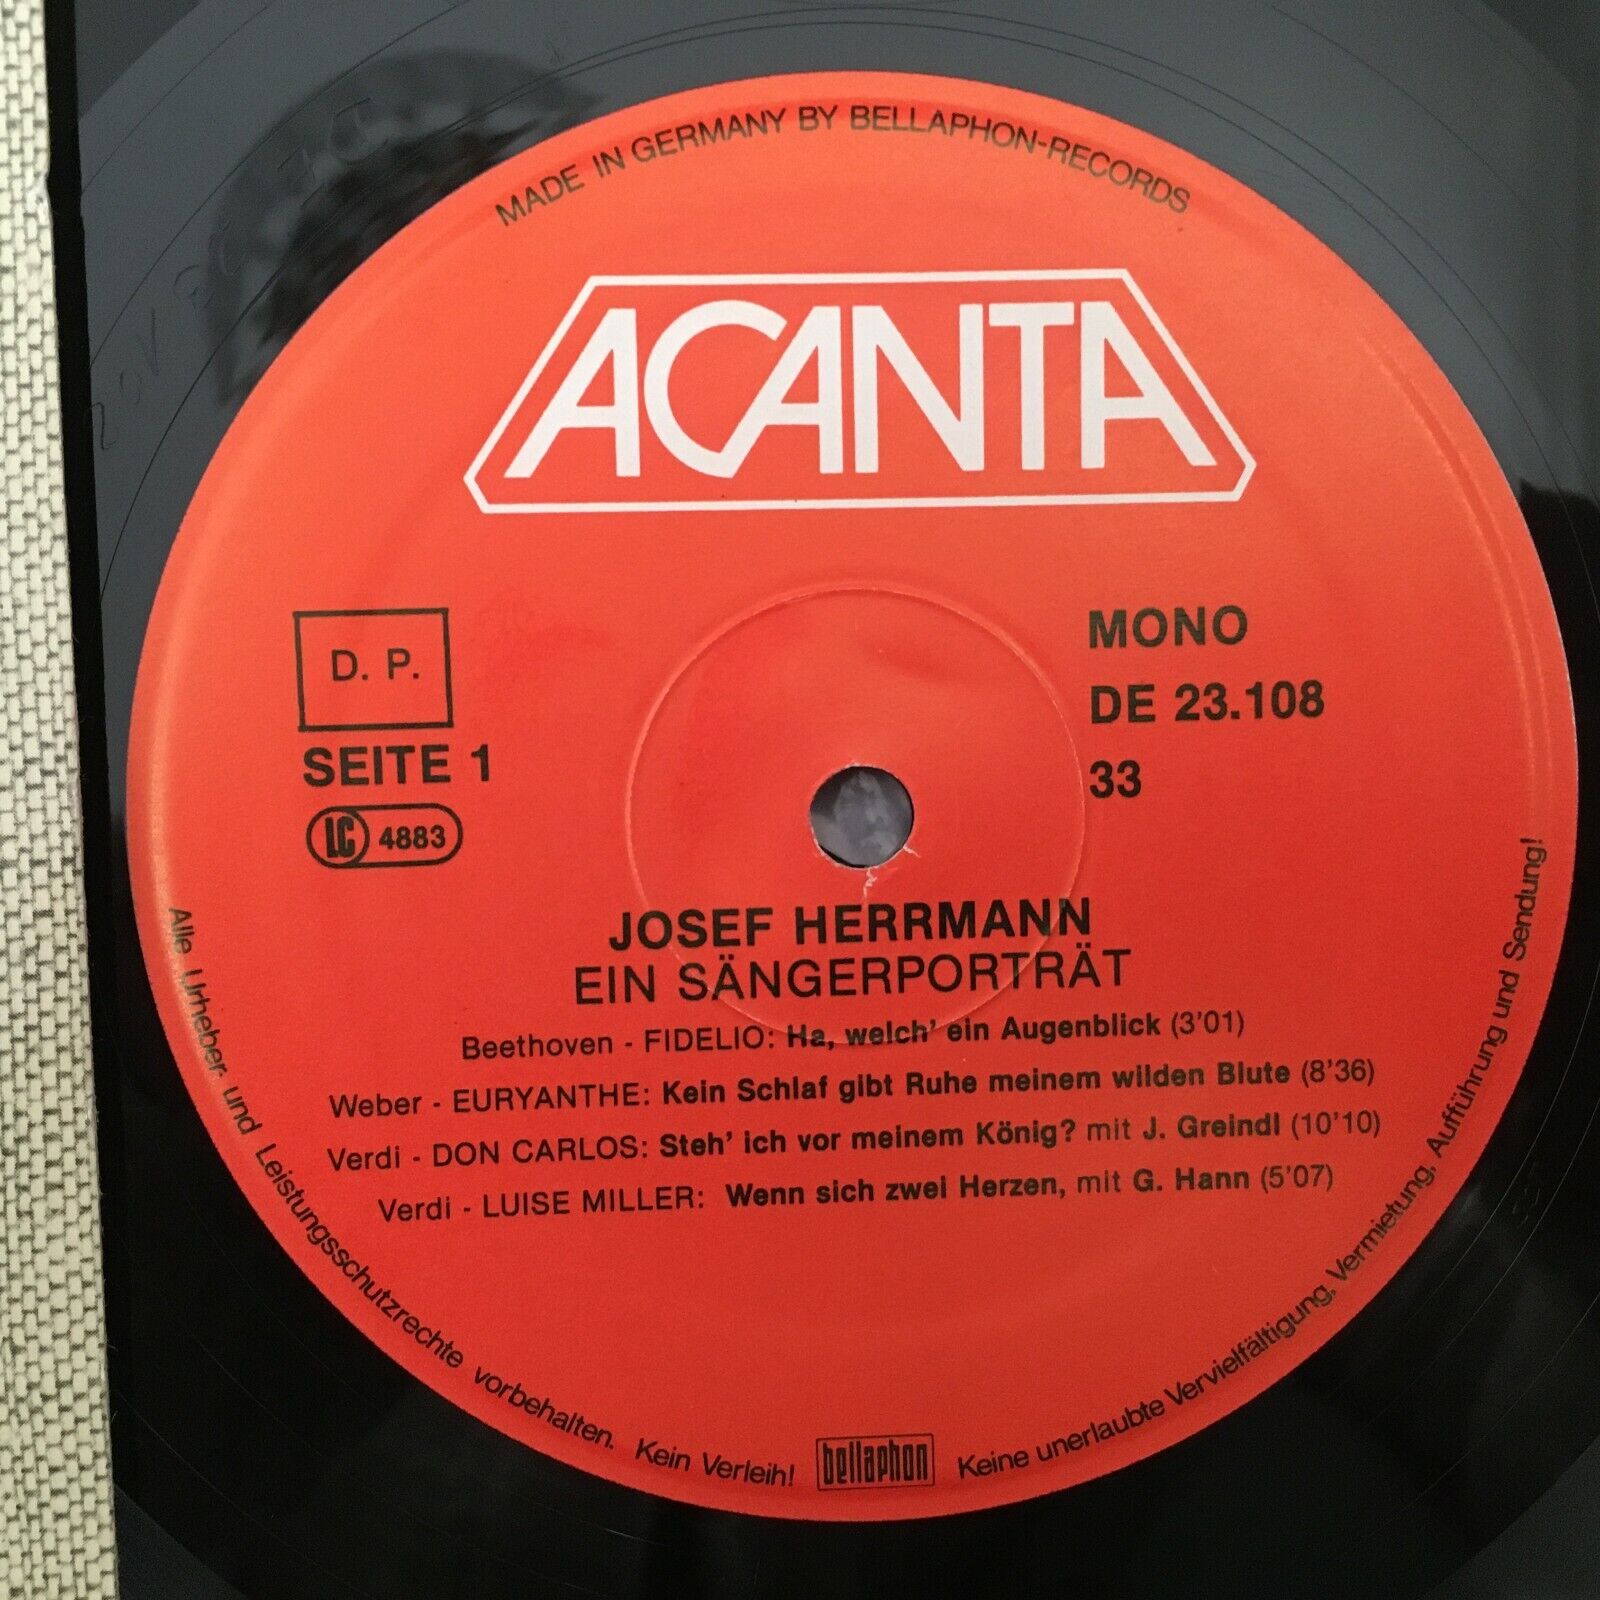 MADE IN GERMANY BY BELLAPHON-RECORDS
ACANTA
D. P.
SEITE 1
LC 4883
MONO
DE 23.108
33
JOSEF HERRMANN
EIN SÄNGERPORTRÄT
Beethoven - FIDELIO: Ha, welch' ein Augenblick (3'01)
Weber - EURYANTHE: Kein Schlaf gibt Ruhe meinem wilden Blute (8'36)
Verdi - DON CARLOS: Steh' ich vor meinem König? mit J. Greindl (10'10)
Verdi - LUISE MILLER: Wenn sich zwei Herzen, mit G. Hann (5'07)
Alle Urheber- und Leistungsschutzrechte vorbehalten. Kein Verleih!
bellaphon
Keine unerlaubte Vervielfältigung, Vermietung, Aufführung und Sendung!